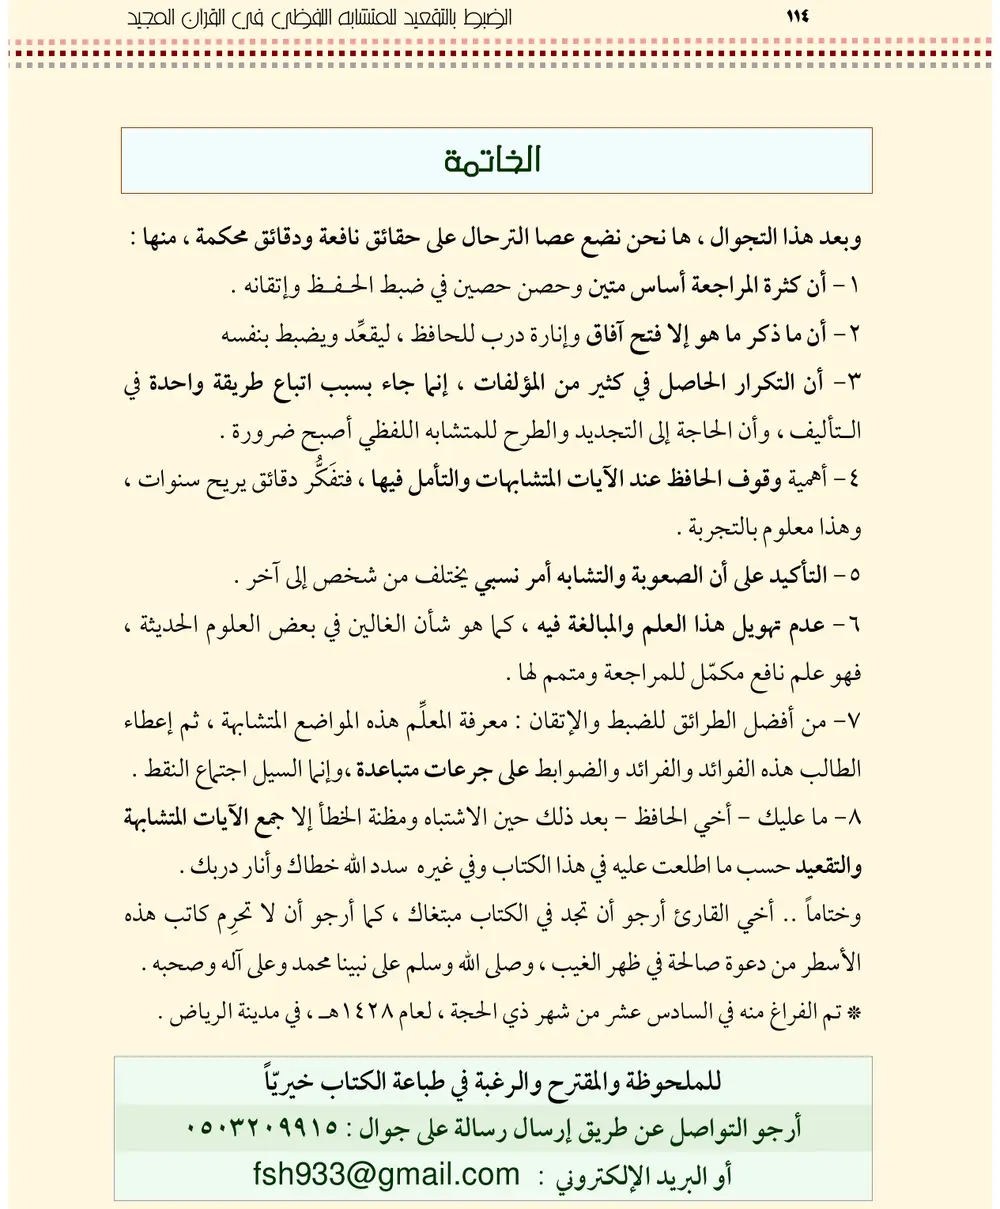 ١١٤ الضبط بالتقعيد للمتشابه اللفظي في القرآن المجيد
الخاتمة
وبعد هذا التجوال ، ها نحن نضع عصا الترحال على حقائق نافعة ودقائق محكمة ، منها :
١- أن كثرة المراجعة أساس متين وحصن حصين في ضبط الحـفـظ وإتقانه .
٢- أن ما ذكر ما هو إلا فتح آفاق وإنارة درب للحافظ ، ليقعِّد ويضبط بنفسه
٣- أن التكرار الحاصل في كثير من المؤلفات ، إنما جاء بسبب اتباع طريقة واحدة في
الـتأليف ، وأن الحاجة إلى التجديد والطرح للمتشابه اللفظي أصبح ضرورة .
٤- أهمية وقوف الحافظ عند الآيات المتشابهات والتأمل فيها ، فتفَكُّر دقائق يريح سنوات ،
وهذا معلوم بالتجربة .
٥- التأكيد على أن الصعوبة والتشابه أمر نسبي يختلف من شخص إلى آخر .
٦- عدم تهويل هذا العلم والمبالغة فيه ، كما هو شأن الغالين في بعض العلوم الحديثة ،
فهو علم نافع مكمّل للمراجعة ومتمم لها .
٧- من أفضل الطرائق للضبط والإتقان : معرفة المعلِّم هذه المواضع المتشابهة ، ثم إعطاء
الطالب هذه الفوائد والفرائد والضوابط على جرعات متباعدة ،وإنما السيل اجتماع النقط .
٨- ما عليك – أخي الحافظ – بعد ذلك حين الاشتباه ومظنة الخطأ إلا جمع الآيات المتشابهة
والتقعيد حسب ما اطلعت عليه في هذا الكتاب وفي غيره سدد الله خطاك وأنار دربك .
وختاماً .. أخي القارئ أرجو أن تجد في الكتاب مبتغاك ، كما أرجو أن لا تحرِم كاتب هذه
الأسطر من دعوة صالحة في ظهر الغيب ، وصلى الله وسلم على نبينا محمد وعلى آله وصحبه .
* تم الفراغ منه في السادس عشر من شهر ذي الحجة ، لعام ١٤٢٨هـ ، في مدينة الرياض .
للملحوظة والمقترح والرغبة في طباعة الكتاب خيريّاً
أرجو التواصل عن طريق إرسال رسالة على جوال : ٠٥٠٣٢٠٩٩١٥
أو البريد الإلكتروني : fsh933@gmail.com